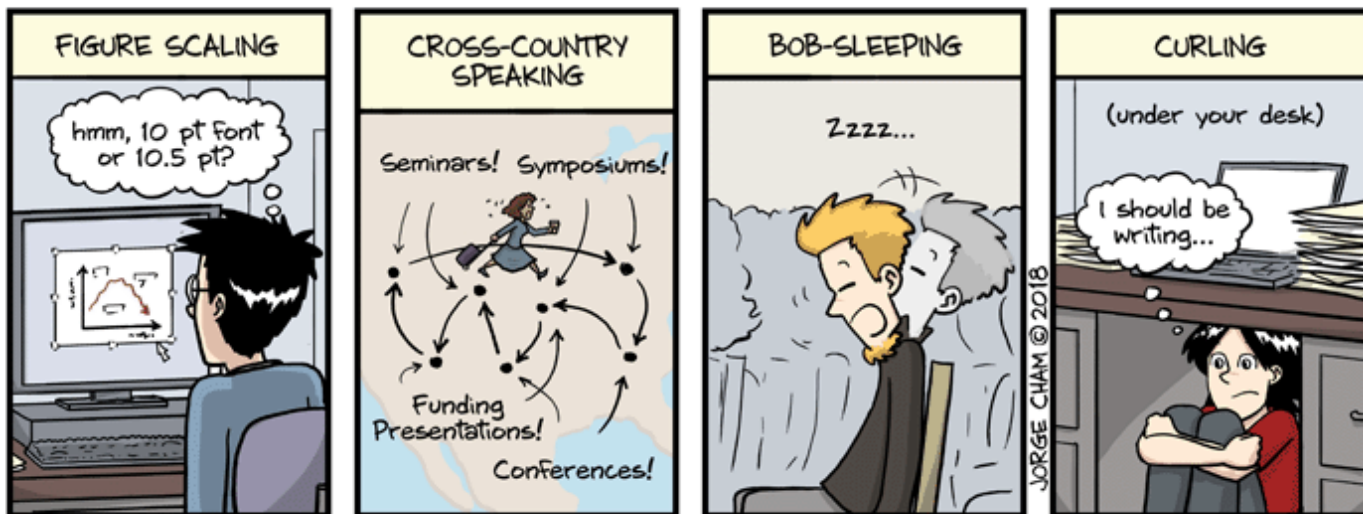 FIGURE SCALING
hmm, 10 pt font
or 10.5 pt?
CROSS-COUNTRY
SPEAKING
Seminars! Symposiums!
Funding
Presentations!
Conferences!
BOB-SLEEPING
Zzzz...
JORGE CHAM © 2018
CURLING
(under your desk)
I should be
writing...